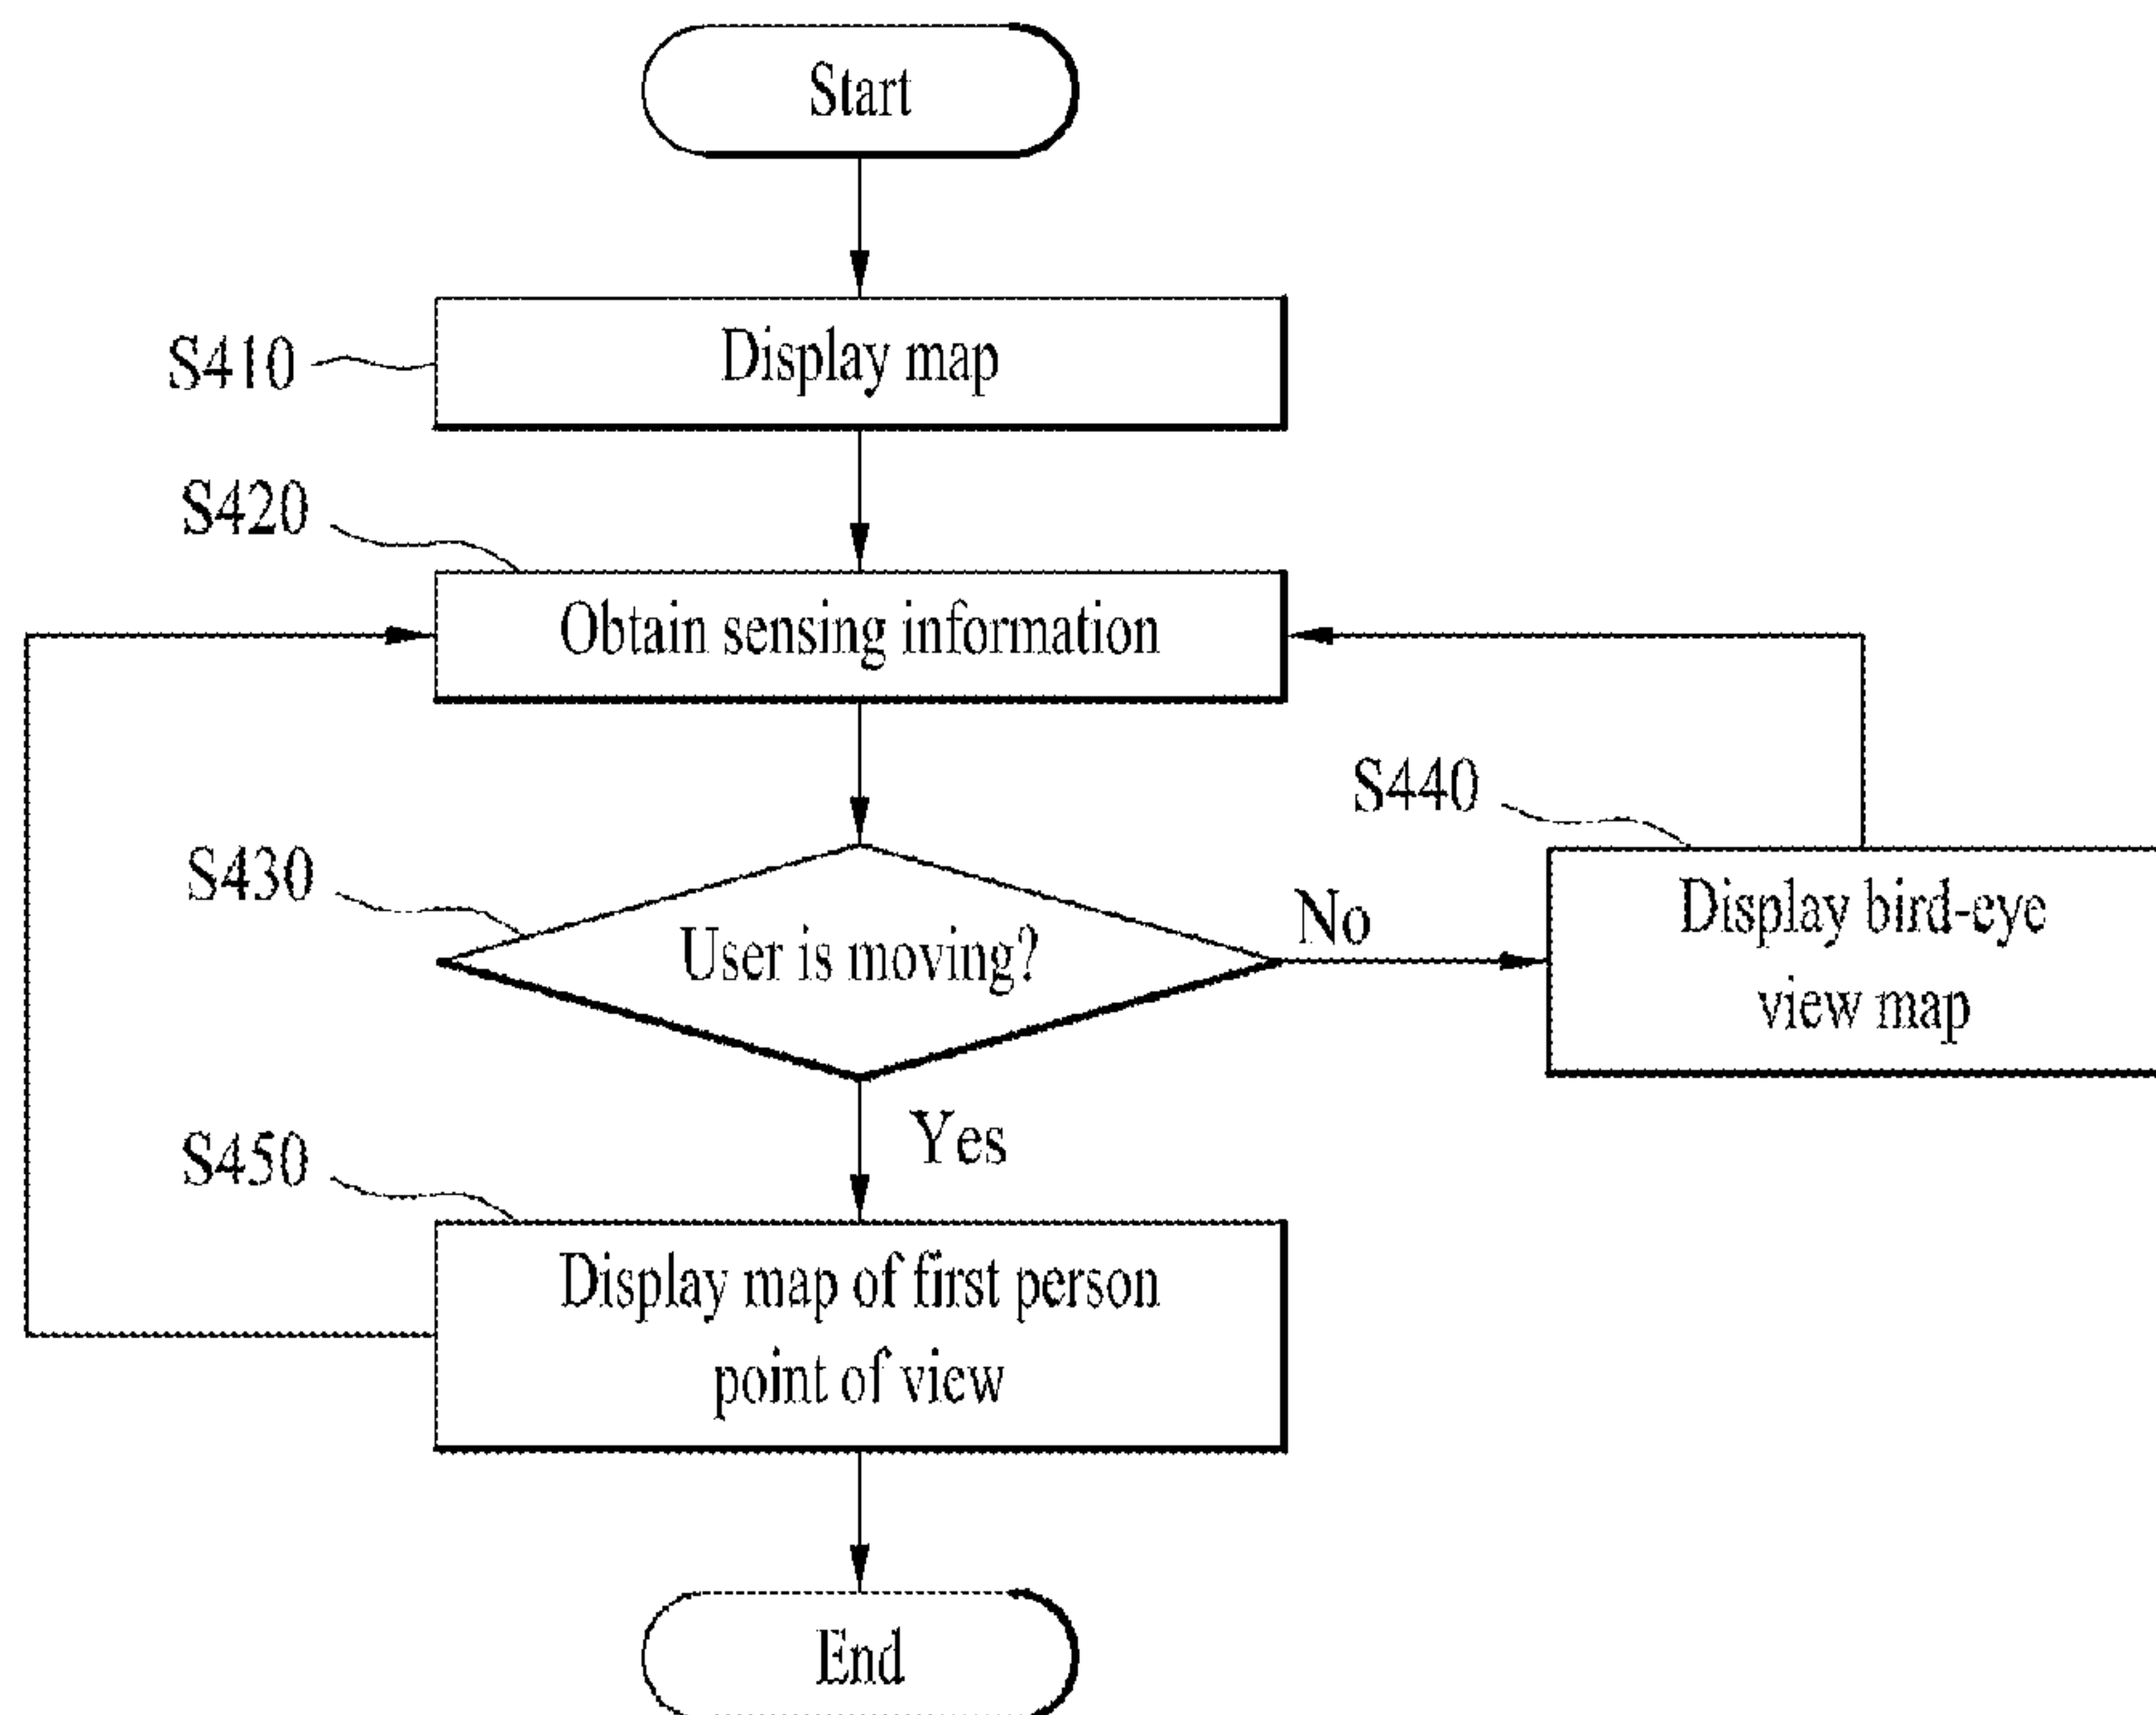 Start
S410
Display map
S420
Obtain sensing information
S440
S430
User is moving?
No
Display bird-eye
view map
Yes
S450
Display map of first person
point of view
End